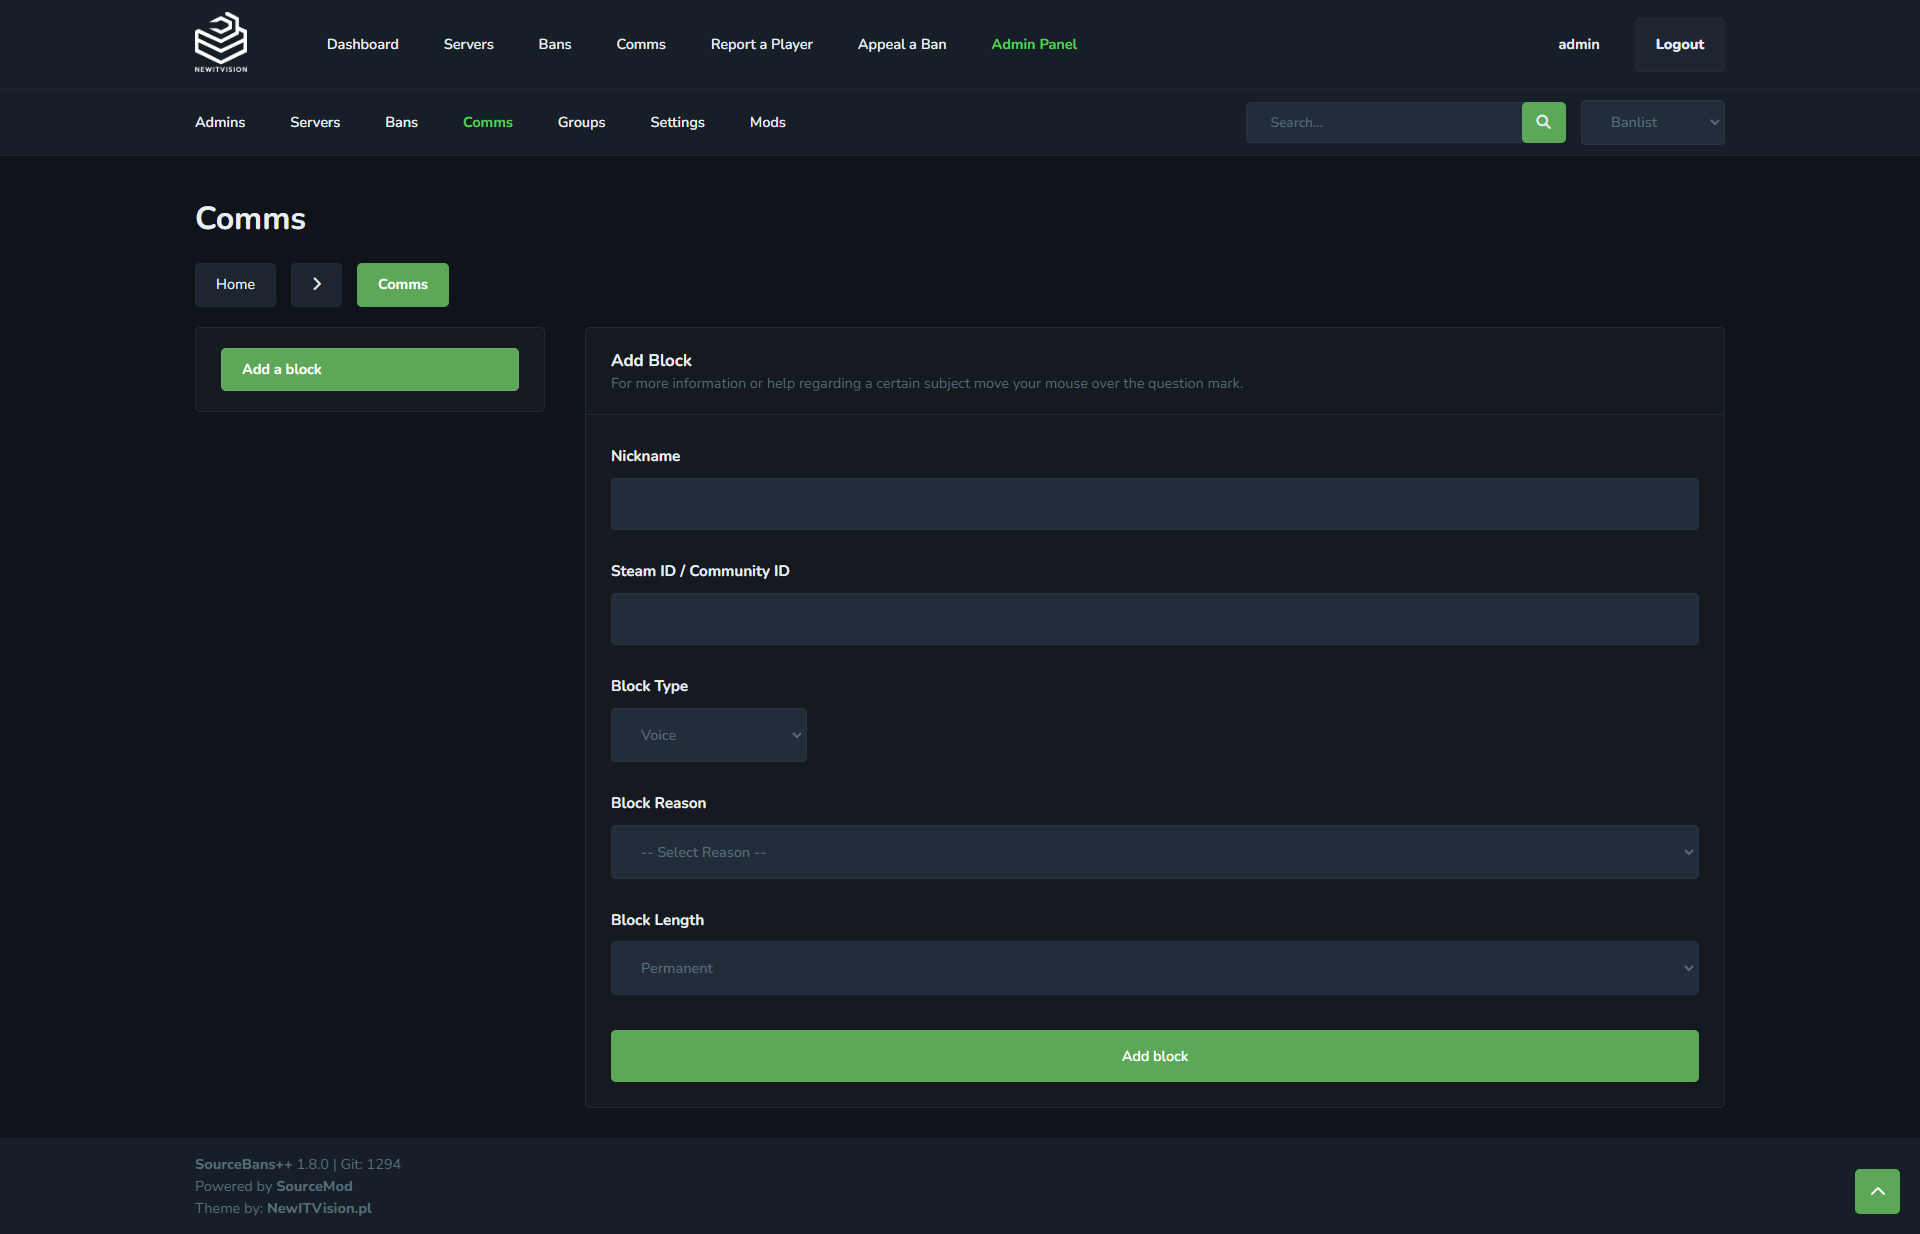 NEWITVISION
Dashboard Servers Bans Comms Report a Player Appeal a Ban Admin Panel admin Logout
Admins Servers Bans Comms Groups Settings Mods Search... Banlist
Comms
Home Comms
Add a block
Add Block
For more information or help regarding a certain subject move your mouse over the question mark.
Nickname
Steam ID / Community ID
Block Type
Voice
Block Reason
-- Select Reason --
Block Length
Permanent
Add block
SourceBans++ 1.8.0 | Git: 1294
Powered by SourceMod
Theme by: NewITVision.pl